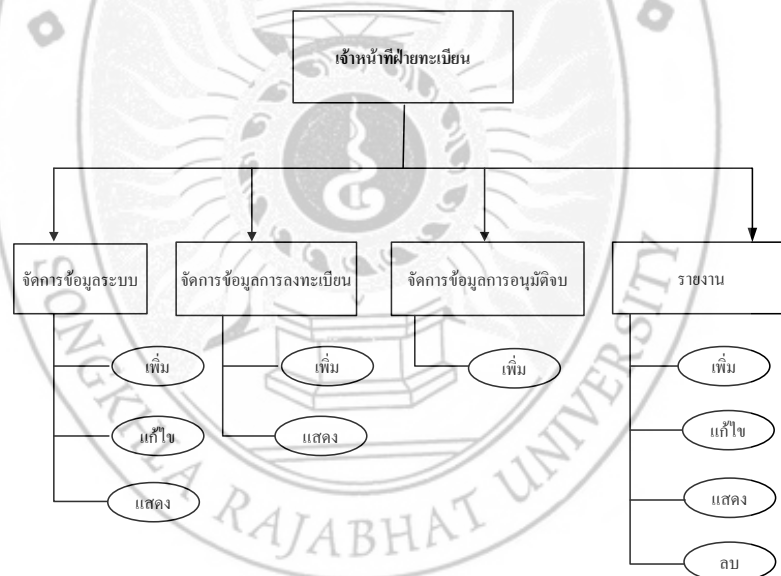 เจ้าหน้าที่ฝ่ายทะเบียน
จัดการข้อมูลระบบ
จัดการข้อมูลการลงทะเบียน
จัดการข้อมูลการอนุมัติจบ
รายงาน
เพิ่ม
เพิ่ม
เพิ่ม
เพิ่ม
แก้ไข
แสดง
แก้ไข
แสดง
แสดง
ลบ
SONGKHLA RAJABHAT UNIVERSITY